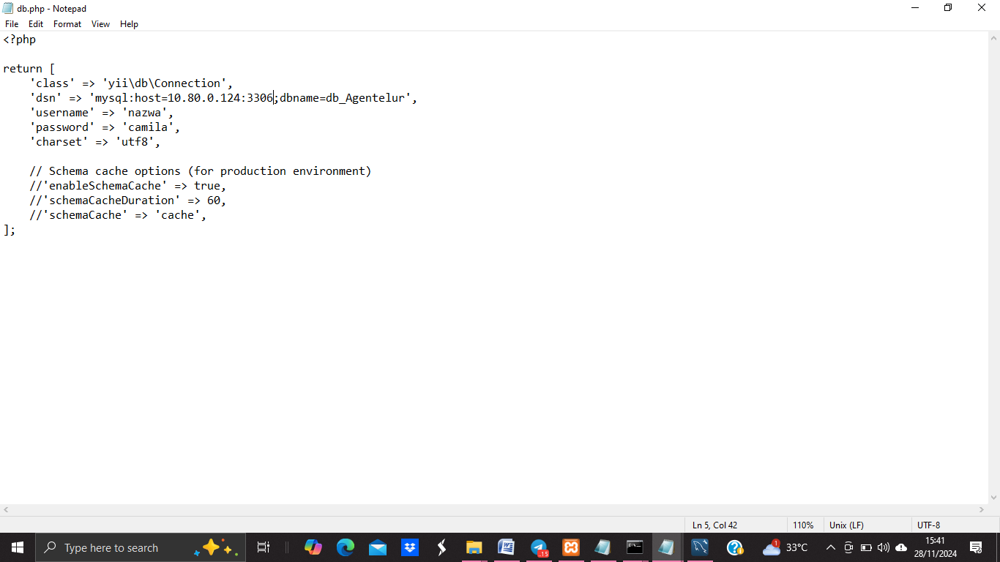 db.php - Notepad
File Edit Format View Help
<?php
return [
    'class' => 'yii\db\Connection',
    'dsn' => 'mysql:host=10.80.0.124:3306;dbname=db_Agentelur',
    'username' => 'nazwa',
    'password' => 'camila',
    'charset' => 'utf8',
    // Schema cache options (for production environment)
    //'enableSchemaCache' => true,
    //'schemaCacheDuration' => 60,
    //'schemaCache' => 'cache',
];
Ln 5, Col 42 110% Unix (LF) UTF-8
Type here to search
.15
1
33°C
15:41
28/11/2024